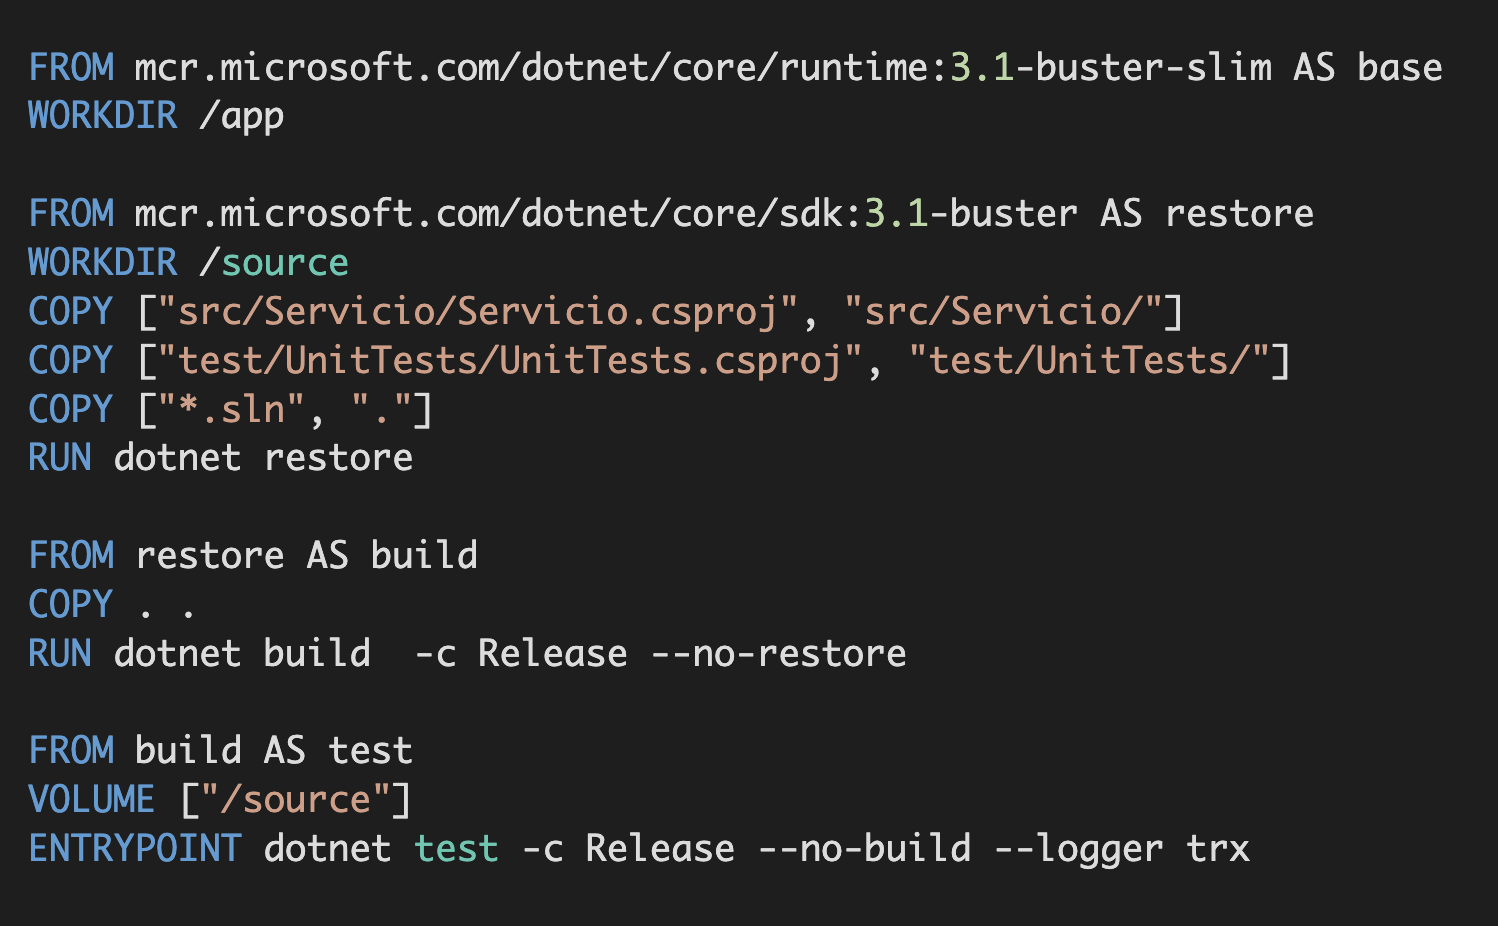 FROM mcr.microsoft.com/dotnet/core/runtime:3.1-buster-slim AS base
WORKDIR /app
FROM mcr.microsoft.com/dotnet/core/sdk:3.1-buster AS restore
WORKDIR /source
COPY ["src/Servicio/Servicio.csproj", "src/Servicio/"]
COPY ["test/UnitTests/UnitTests.csproj", "test/UnitTests/"]
COPY ["*.sln", "."]
RUN dotnet restore
FROM restore AS build
COPY . .
RUN dotnet build  -c Release --no-restore
FROM build AS test
VOLUME ["/source"]
ENTRYPOINT dotnet test -c Release --no-build --logger trx